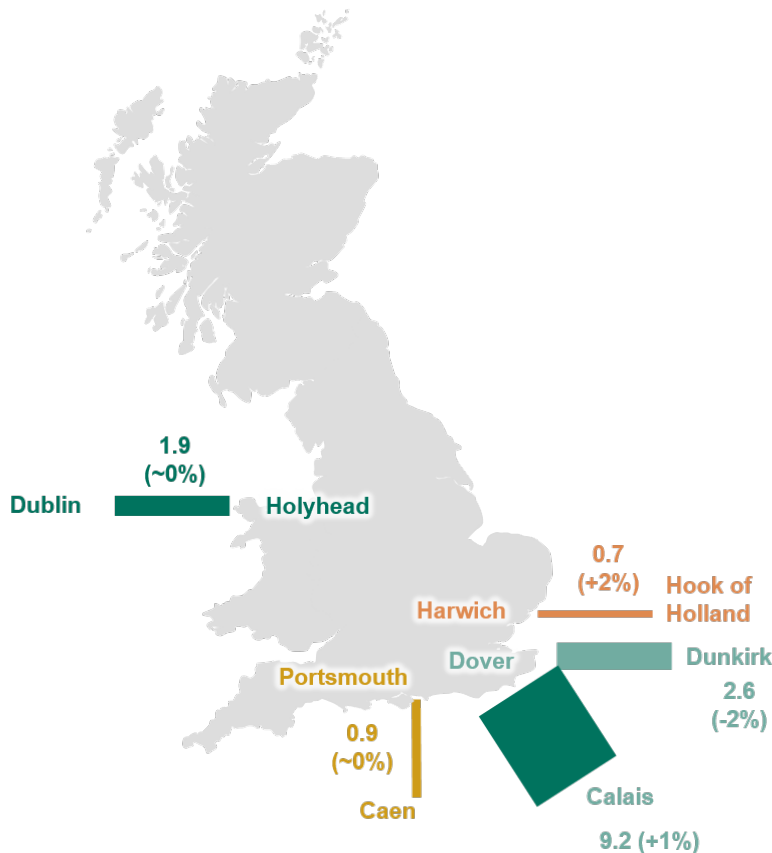 1.9
(~0%)
Dublin
Holyhead
0.7
(+2%)
Hook of
Holland
Harwich
Dover
Dunkirk
2.6
(-2%)
Portsmouth
0.9
(~0%)
Caen
Calais
9.2 (+1%)